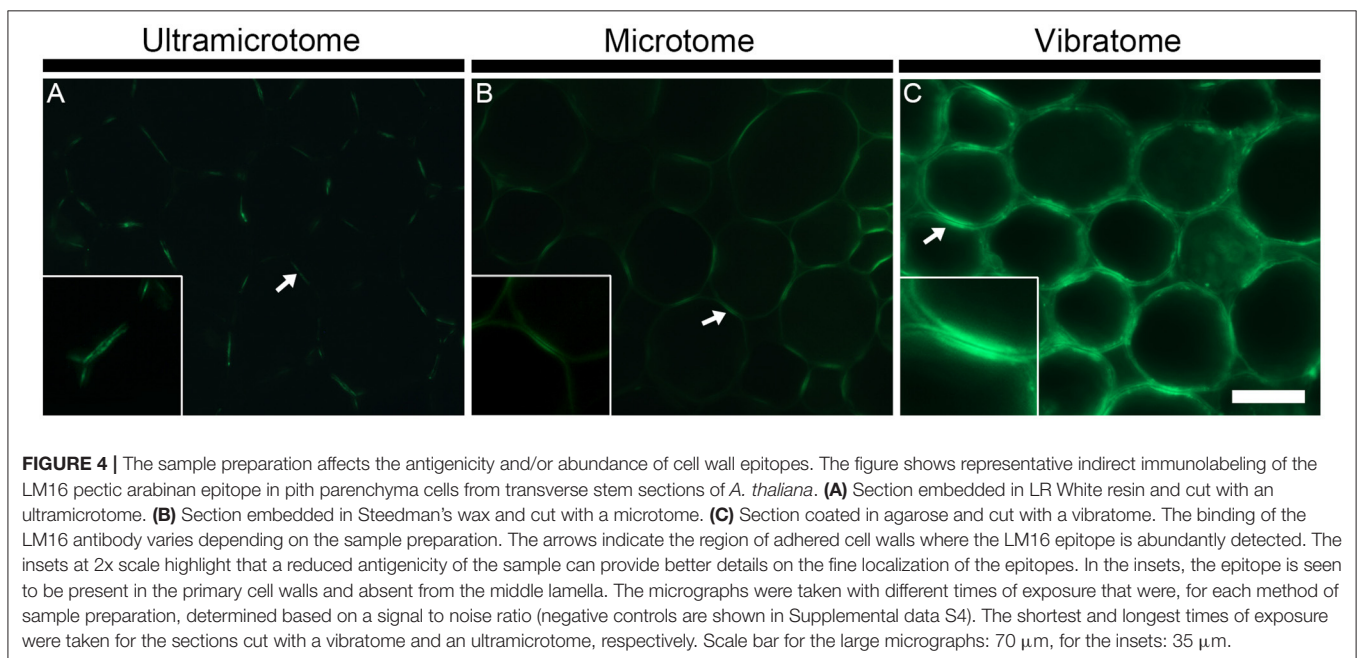 Ultramicrotome
Microtome
Vibratome
A
B
C
FIGURE 4 | The sample preparation affects the antigenicity and/or abundance of cell wall epitopes. The figure shows representative indirect immunolabeling of the
LM16 pectic arabinan epitope in pith parenchyma cells from transverse stem sections of A. thaliana. (A) Section embedded in LR White resin and cut with an
ultramicrotome. (B) Section embedded in Steedman's wax and cut with a microtome. (C) Section coated in agarose and cut with a vibratome. The binding of the
LM16 antibody varies depending on the sample preparation. The arrows indicate the region of adhered cell walls where the LM16 epitope is abundantly detected. The
insets at 2x scale highlight that a reduced antigenicity of the sample can provide better details on the fine localization of the epitopes. In the insets, the epitope is seen
to be present in the primary cell walls and absent from the middle lamella. The micrographs were taken with different times of exposure that were, for each method of
sample preparation, determined based on a signal to noise ratio (negative controls are shown in Supplemental data S4). The shortest and longest times of exposure
were taken for the sections cut with a vibratome and an ultramicrotome, respectively. Scale bar for the large micrographs: 70 μm, for the insets: 35 μm.